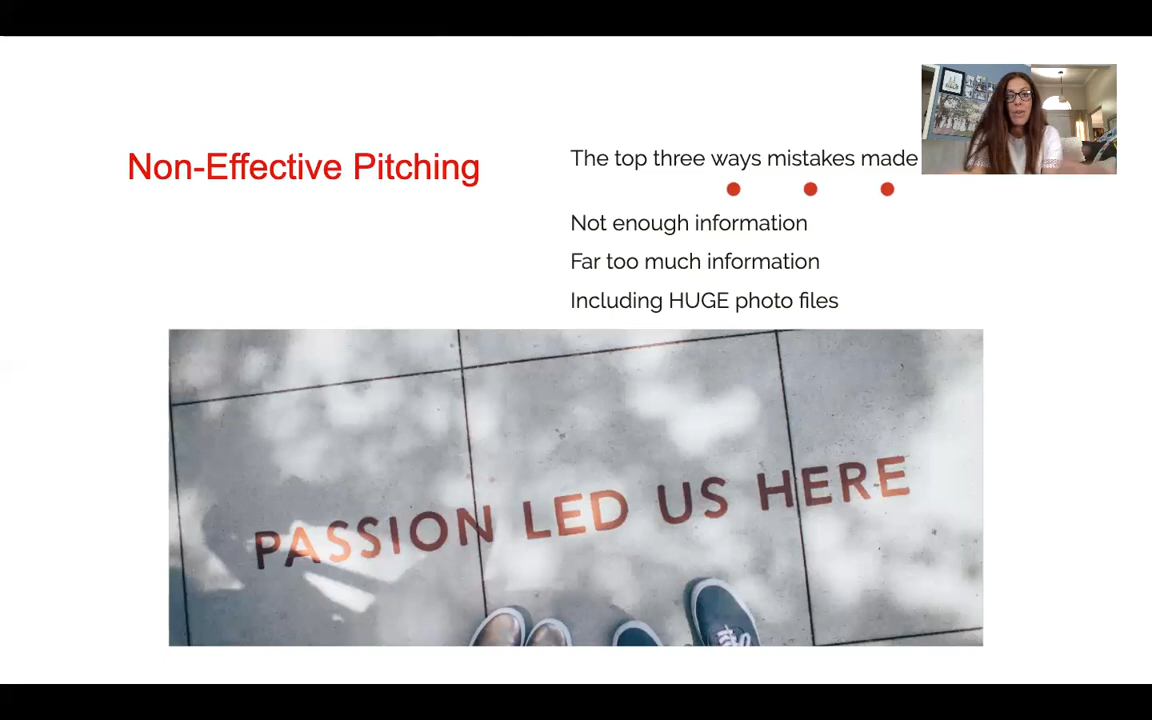 Non-Effective Pitching
The top three ways mistakes made
Not enough information
Far too much information
Including HUGE photo files
PASSION LED US HERE